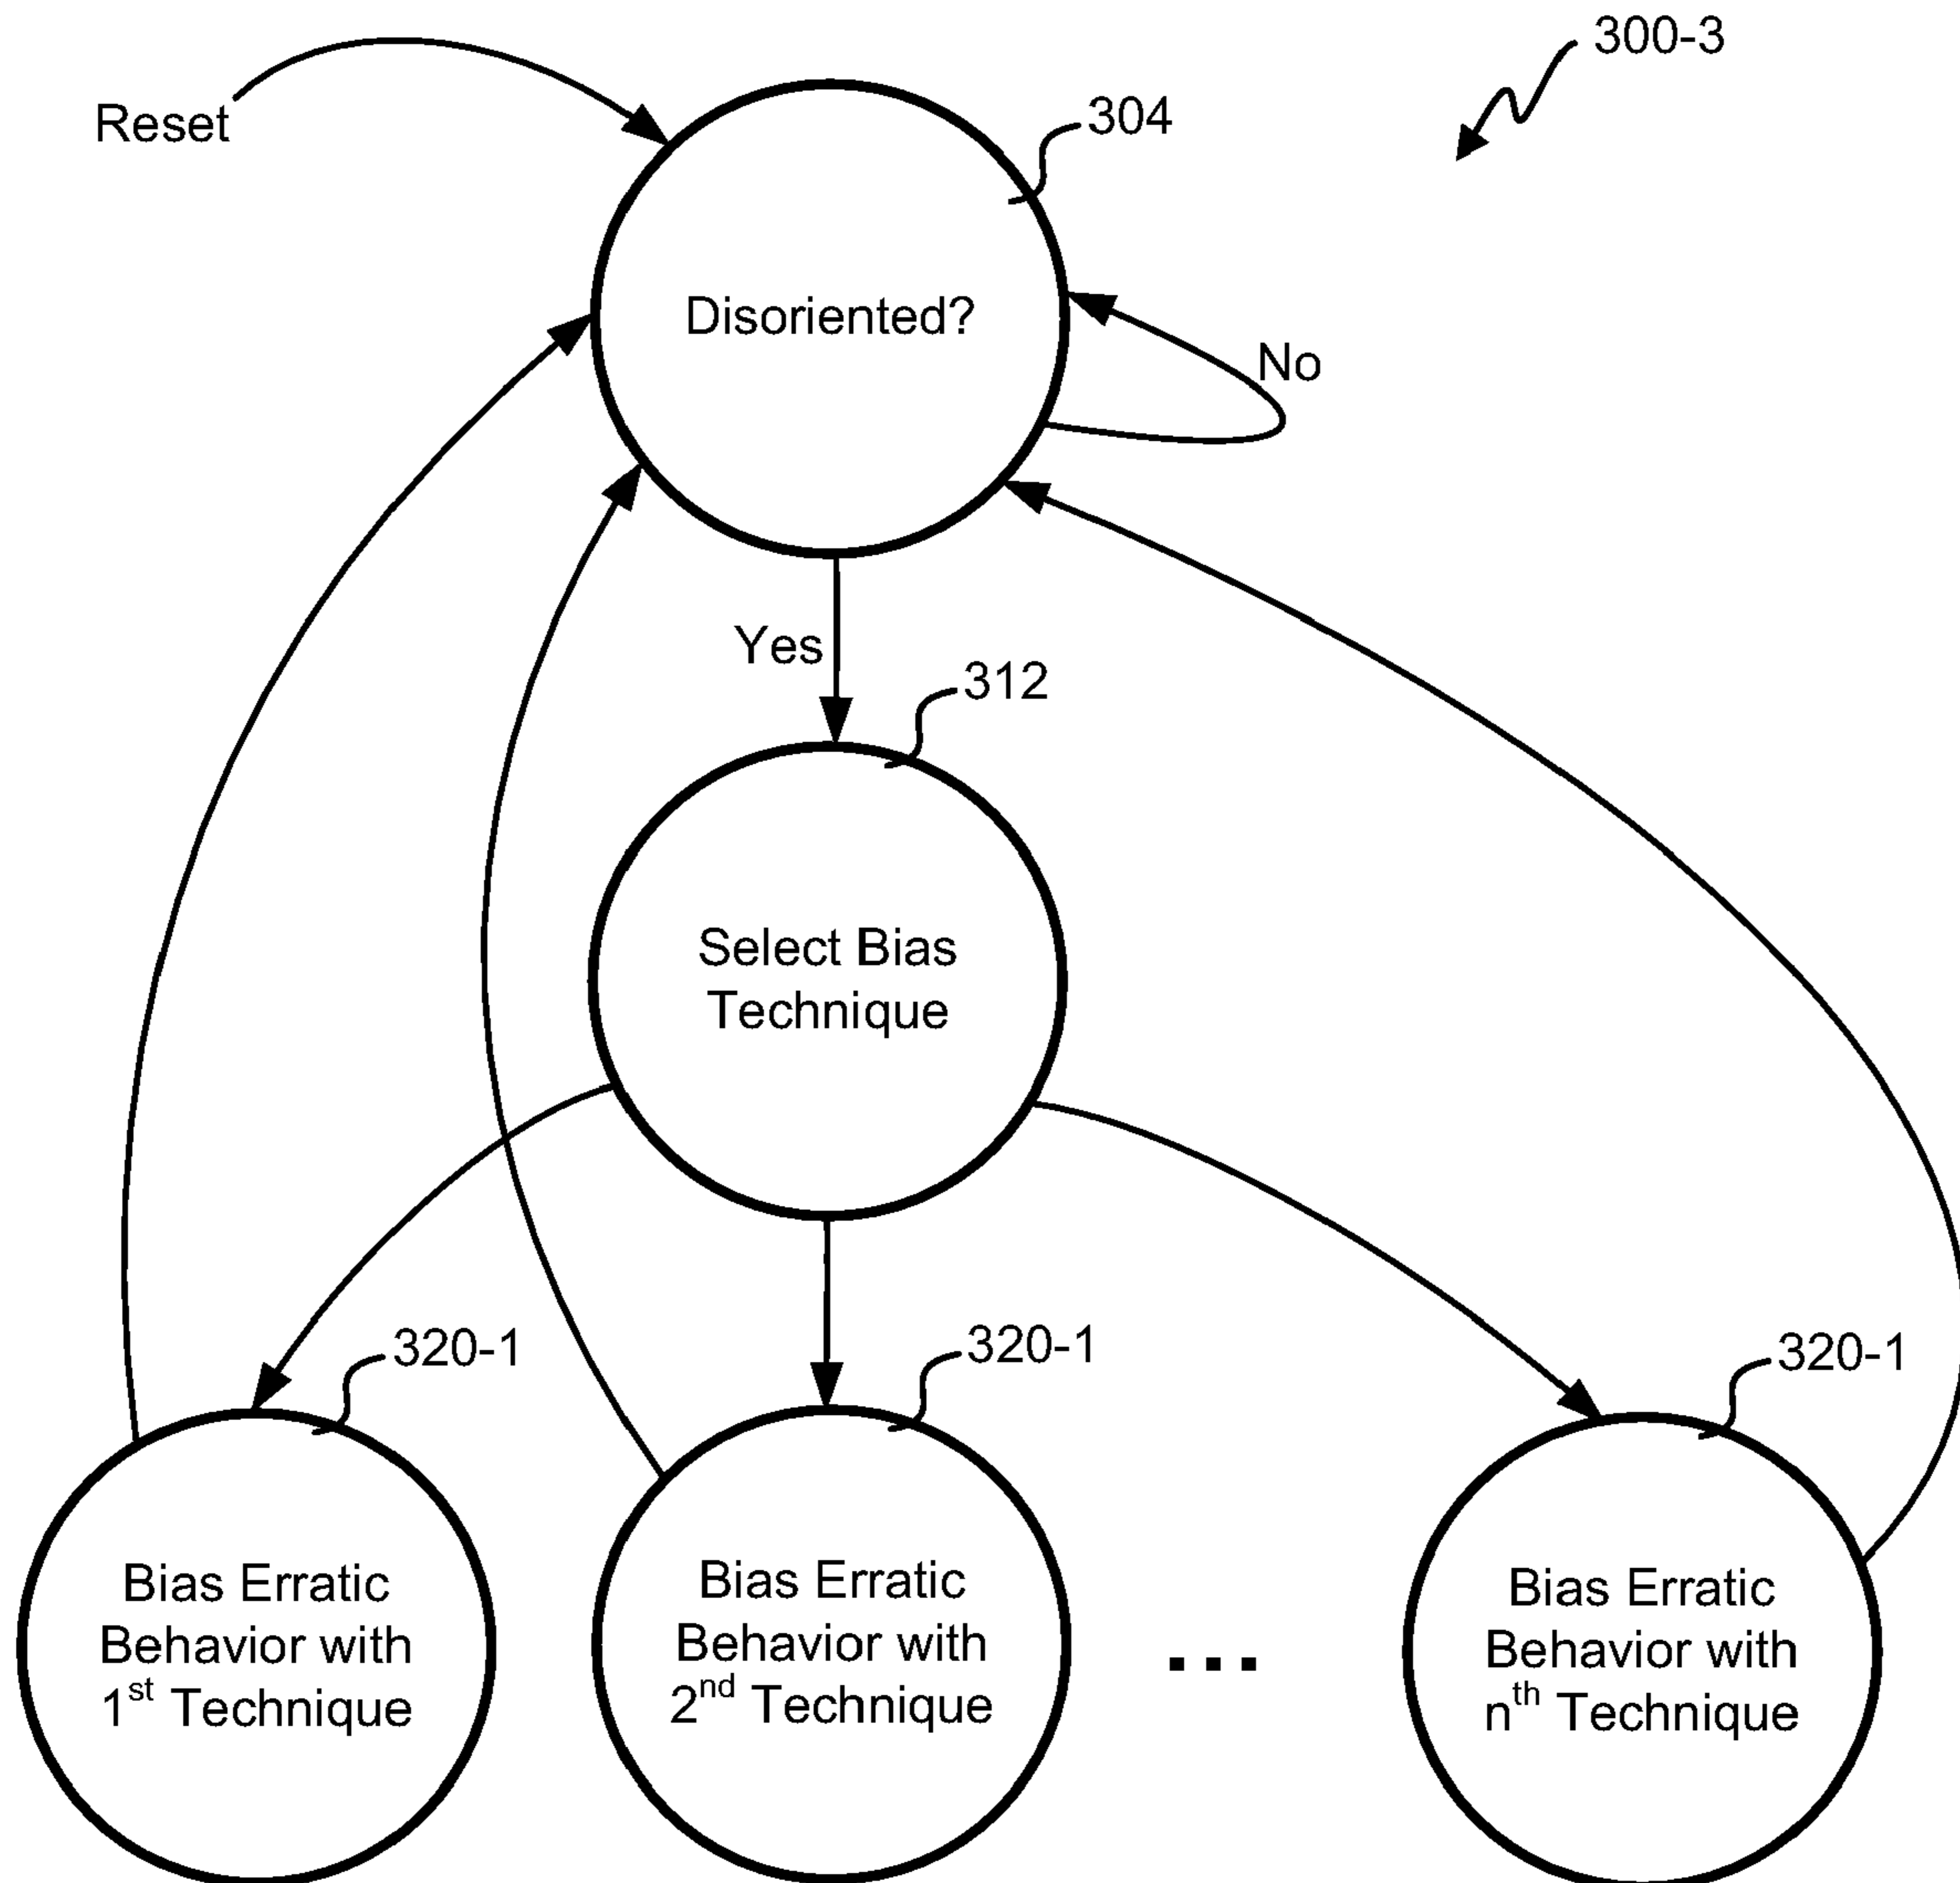 300-3
Reset
304
Disoriented?
No
Yes
312
Select Bias
Technique
320-1
320-1
320-1
Bias Erratic
Behavior with
1st Technique
Bias Erratic
Behavior with
2nd Technique
...
Bias Erratic
Behavior with
nth Technique